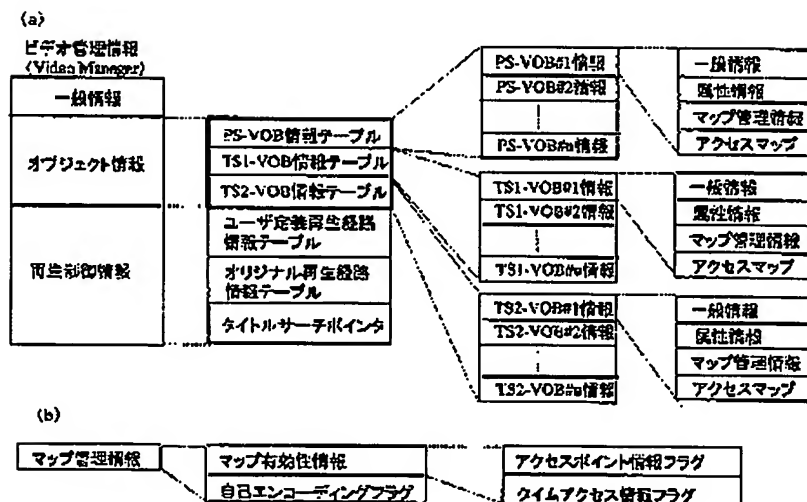 (a)
ビデオ管理情報
(Video Manager)
一般情報
オブジェクト情報
再生制御情報
PS-VOB情報テーブル
TS1-VOB情報テーブル
TS2-VOB情報テーブル
ユーザ定義再生経路
情報テーブル
オリジナル再生経路
情報テーブル
タイトルサーチポインタ
PS-VOB#1情報
PS-VOB#2情報
PS-VOB#n情報
一般情報
属性情報
マップ管理情報
アクセスマップ
TS1-VOB#1情報
TS1-VOB#2情報
TS1-VOB#n情報
一般情報
属性情報
マップ管理情報
アクセスマップ
TS2-VOB#1情報
TS2-VOB#2情報
TS2-VOB#n情報
一般情報
属性情報
マップ管理情報
アクセスマップ
(b)
マップ管理情報
マップ有効性情報
自己エンコーディングフラグ
アクセスポイント情報フラグ
タイムアクセス情報フラグ